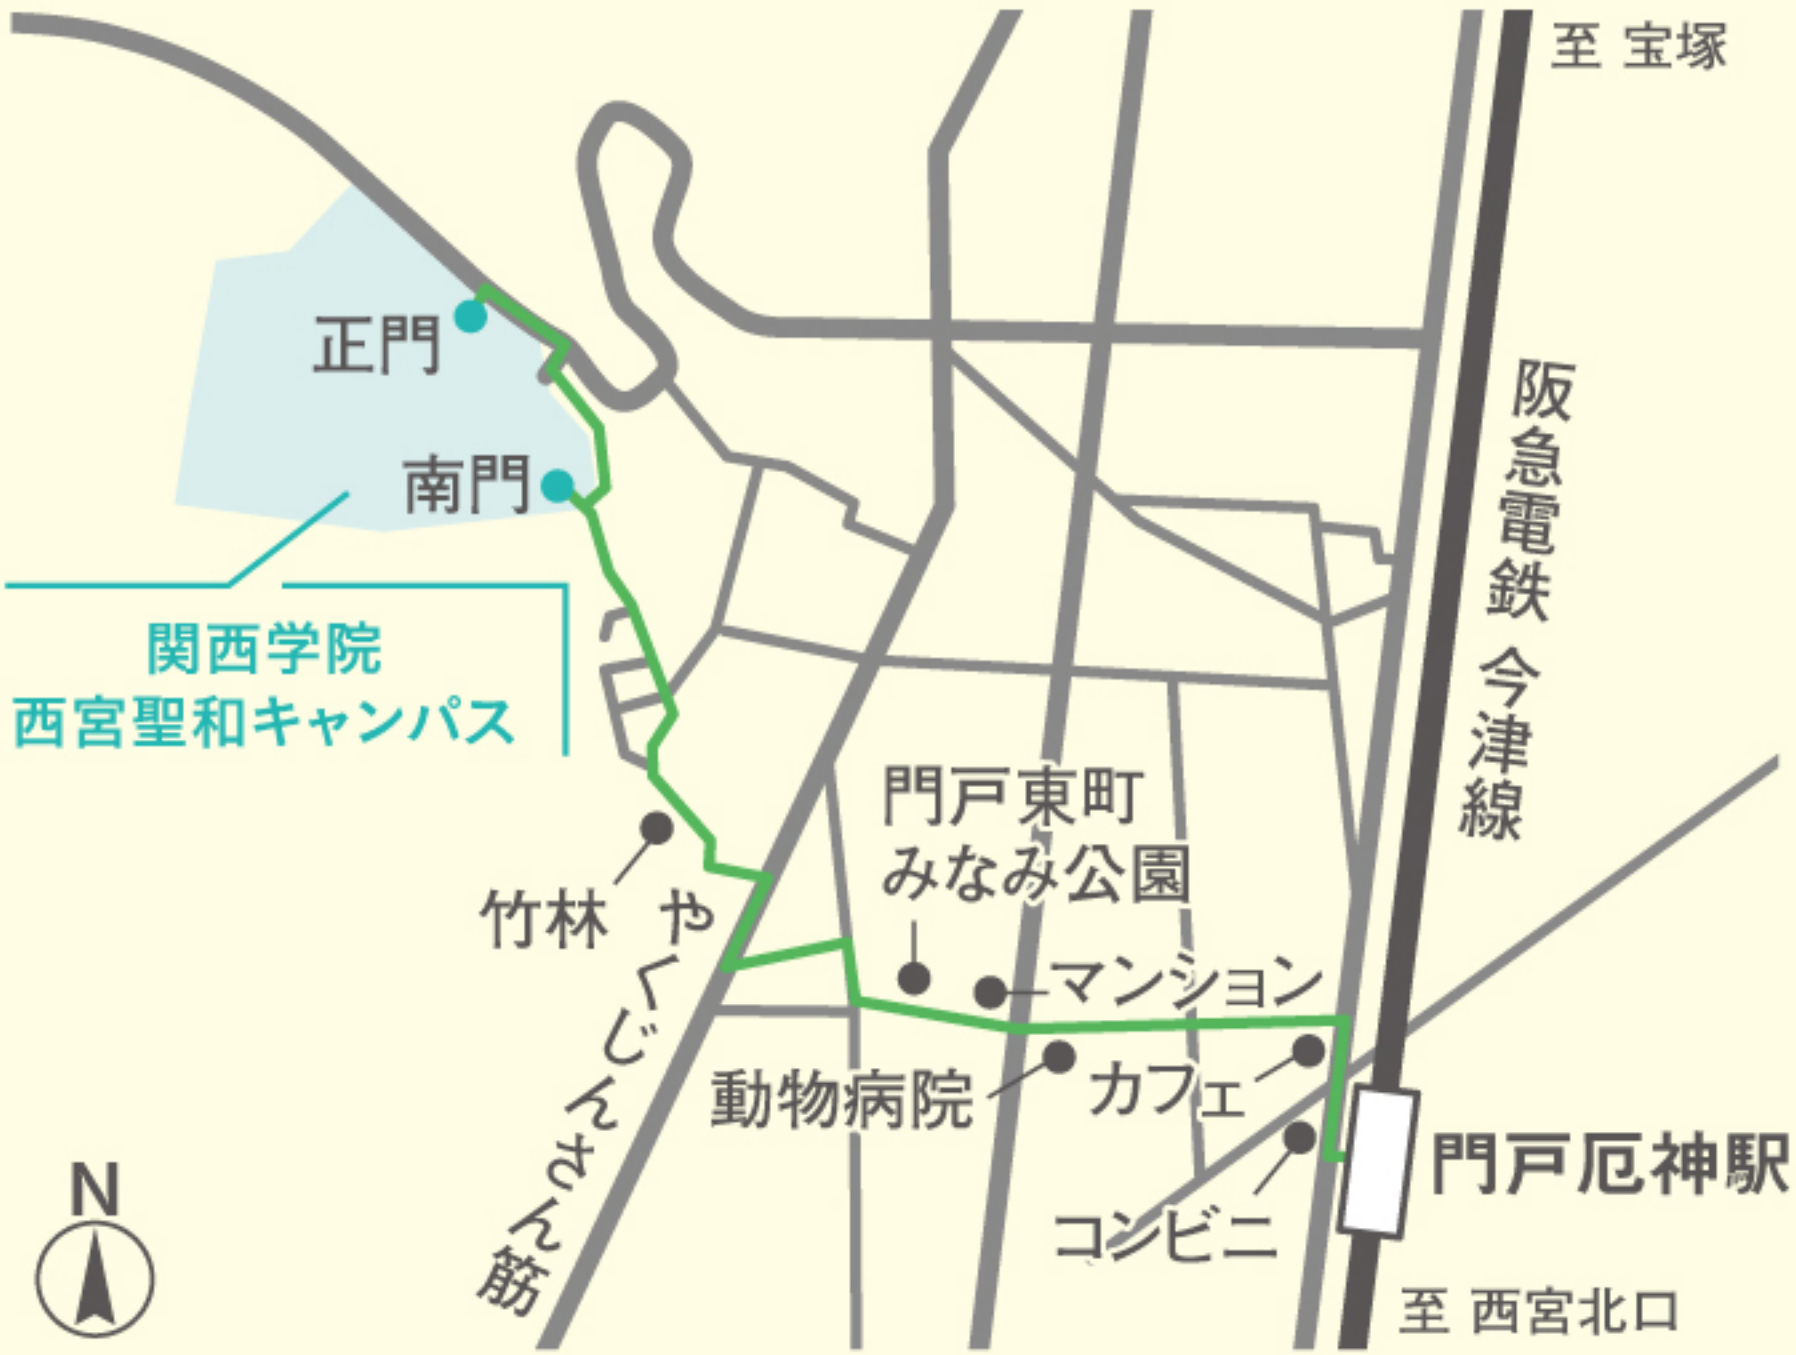 至 宝塚
正門
南門
阪急電鉄 今津線
関西学院
西宮聖和キャンパス
門戸東町
みなみ公園
竹林
やくじんさん筋
マンション
動物病院
カフェ
門戸厄神駅
コンビニ
N
至 西宮北口